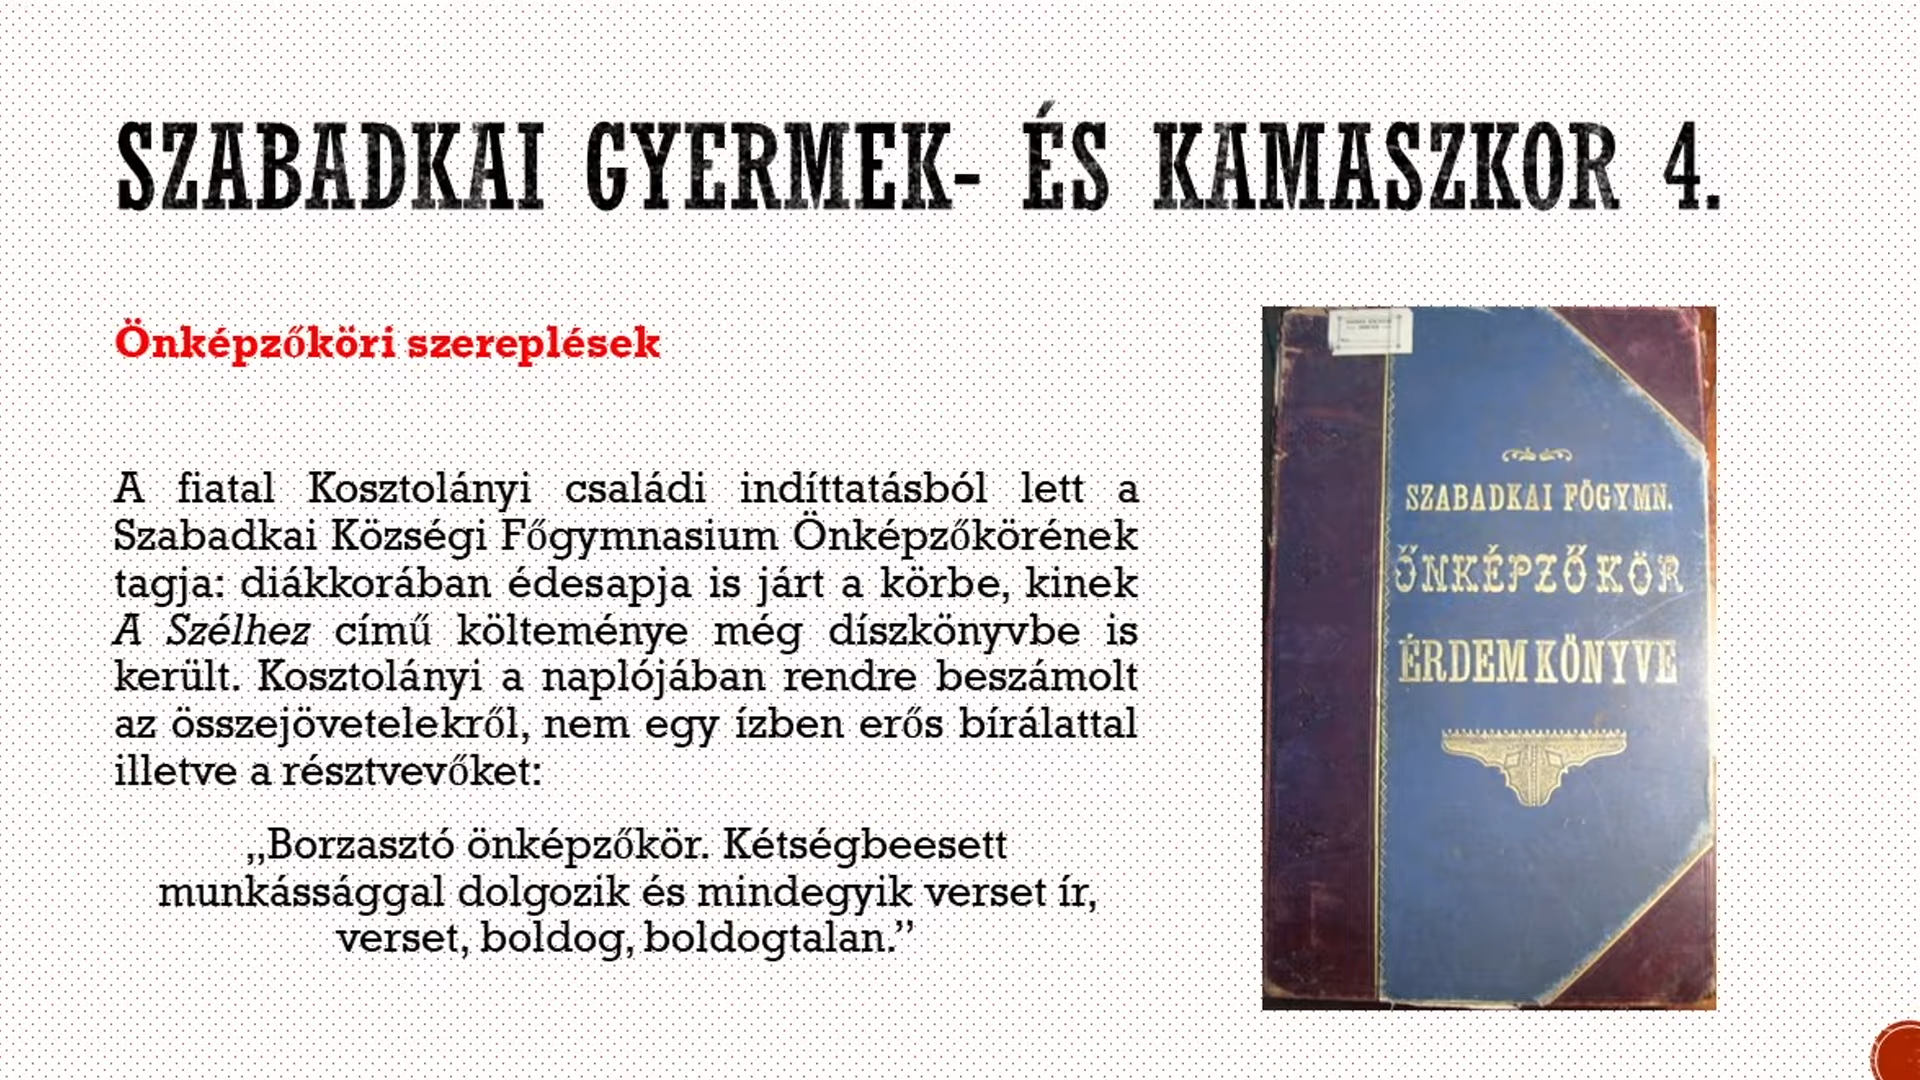 SZABADKAI GYERMEK- ÉS KAMASZKOR 4.
Önképzőköri szereplések
A fiatal Kosztolányi családi indíttatásból lett a
Szabadkai Községi Főgymnasium Önképzőkörének
tagja: diákkorában édesapja is járt a körbe, kinek
A Szélhez című költeménye még díszkönyvbe is
került. Kosztolányi a naplójában rendre beszámolt
az összejövetelekről, nem egy ízben erős bírálattal
illetve a résztvevőket:
„Borzasztó önképzőkör. Kétségbeesett
munkássággal dolgozik és mindegyik verset ír,
verset, boldog, boldogtalan.”
SZABADKAI FŐGYMN.
ÖNKÉPZŐKÖR
ÉRDEMKÖNYVE